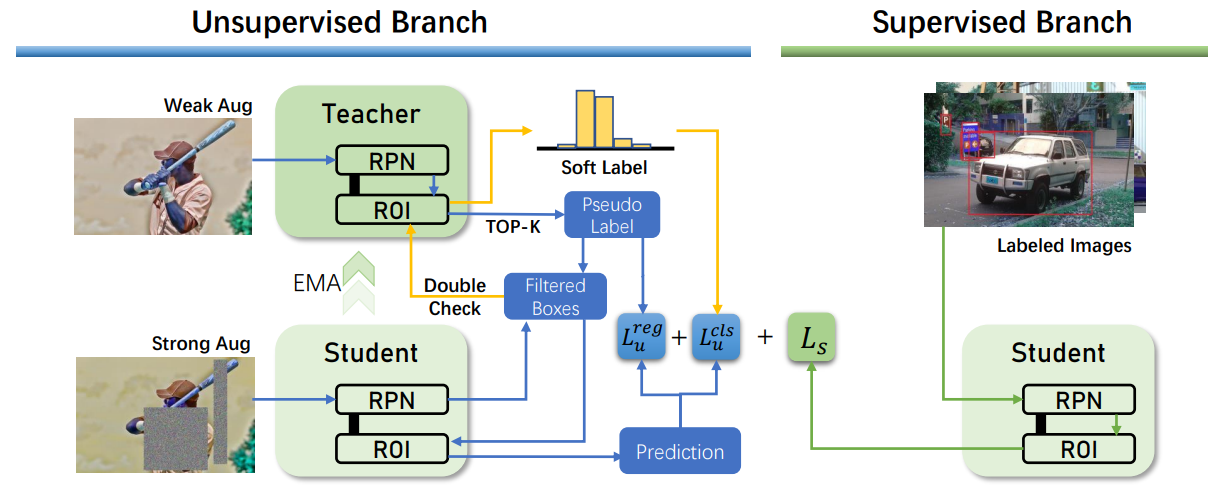 Unsupervised Branch
Supervised Branch
Weak Aug
Teacher
RPN
ROI
Soft Label
TOP-K
Pseudo
Label
EMA
Double
Check
Filtered
Boxes
Strong Aug
Student
RPN
ROI
L_u^{reg} + L_u^{cls} + L_s
Prediction
Labeled Images
Student
RPN
ROI